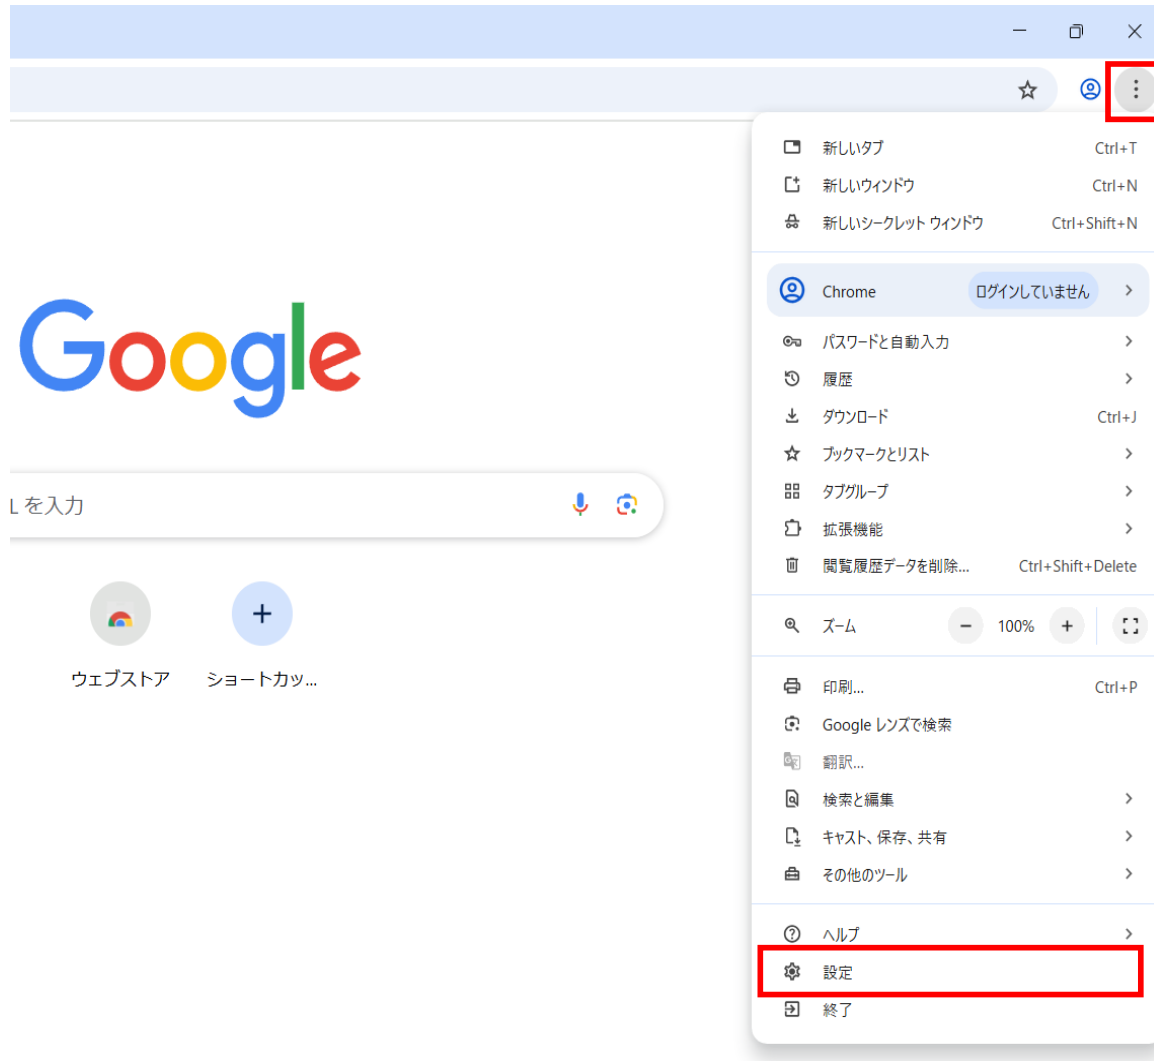 新しいタブ Ctrl+T
新しいウィンドウ Ctrl+N
新しいシークレット ウィンドウ Ctrl+Shift+N
Chrome ログインしていません
Google
パスワードと自動入力
履歴
ダウンロード Ctrl+J
ブックマークとリスト
タブグループ
拡張機能
閲覧履歴データを削除... Ctrl+Shift+Delete
L を入力
ズーム − 100% +
ウェブストア
ショートカッ...
印刷... Ctrl+P
Google レンズで検索
翻訳...
検索と編集
キャスト、保存、共有
その他のツール
ヘルプ
設定
終了